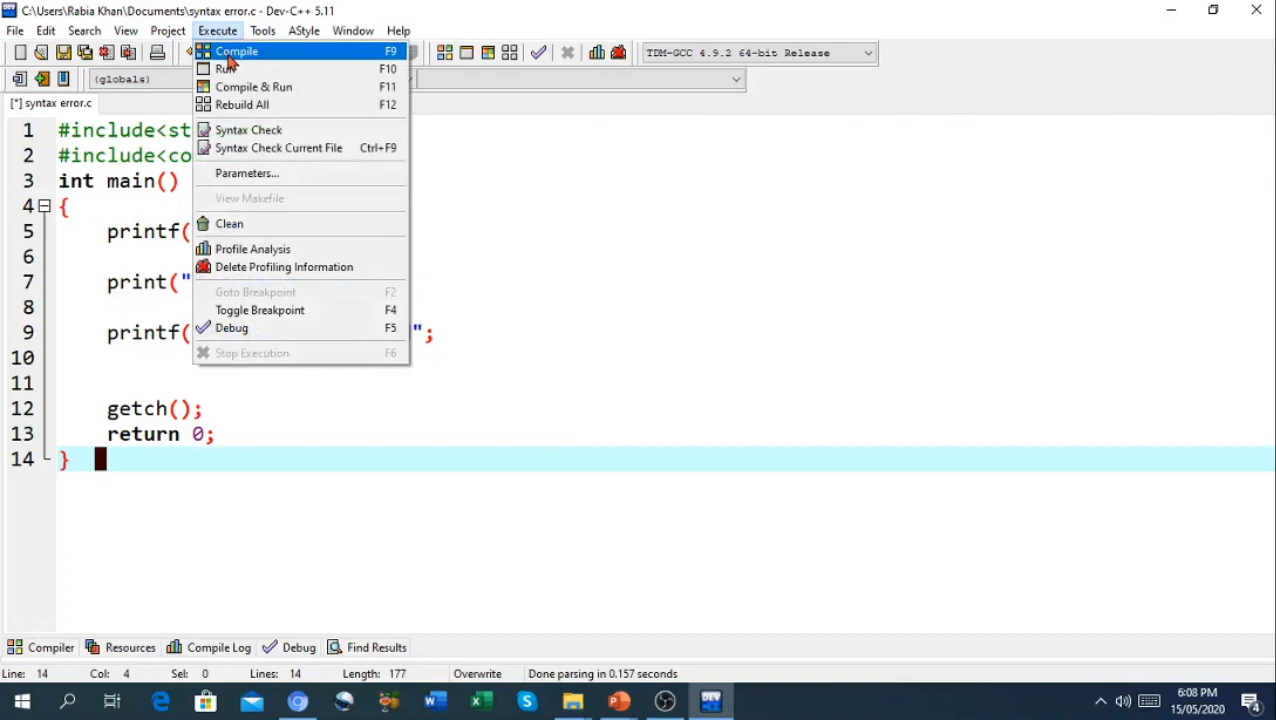 C:\Users\Rabia Khan\Documents\syntax error.c - Dev-C++ 5.11
File Edit Search View Project Execute Tools AStyle Window Help
Compile F9
TDM-GCC 4.9.2 64-bit Release
Run F10
(globals)
Compile & Run F11
[*] syntax error.c
Rebuild All F12
Syntax Check
Syntax Check Current File Ctrl+F9
Parameters...
View Makefile
Clean
Profile Analysis
Delete Profiling Information
Goto Breakpoint F2
Toggle Breakpoint F4
Debug F5
Stop Execution F6
1 #include<st
2 #include<co
3 int main()
4 {
5 printf(
6
7 print("
8
9 printf( ";
10
11
12 getch();
13 return 0;
14 }
Compiler Resources Compile Log Debug Find Results
Line: 14 Col: 4 Sel: 0 Lines: 14 Length: 177 Overwrite Done parsing in 0.157 seconds
DEV
6:08 PM
15/05/2020
4